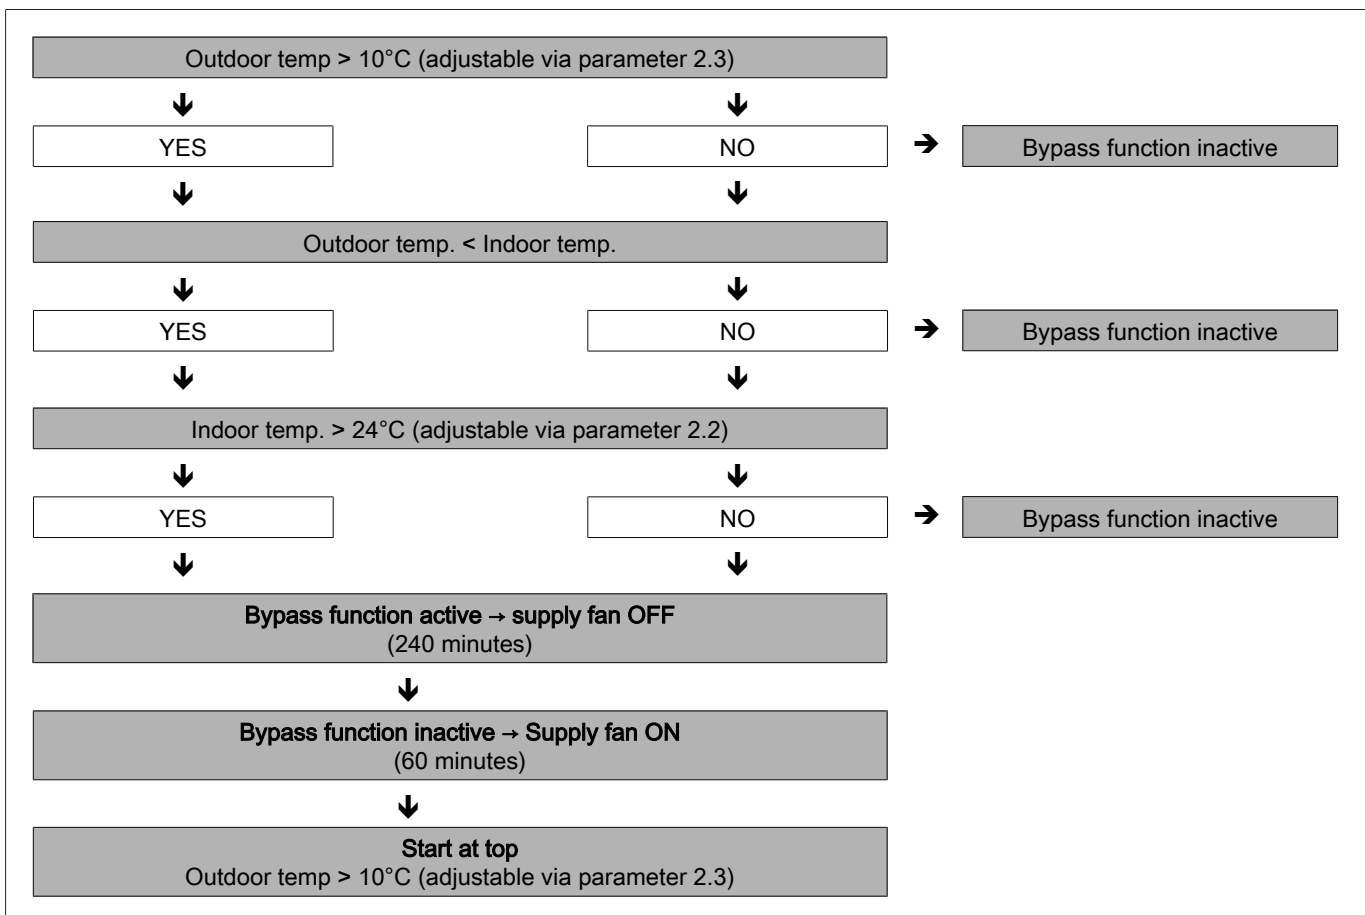 Outdoor temp > 10°C (adjustable via parameter 2.3)
YES
NO
Bypass function inactive
Outdoor temp. < Indoor temp.
YES
NO
Bypass function inactive
Indoor temp. > 24°C (adjustable via parameter 2.2)
YES
NO
Bypass function inactive
Bypass function active → supply fan OFF
(240 minutes)
Bypass function inactive → Supply fan ON
(60 minutes)
Start at top
Outdoor temp > 10°C (adjustable via parameter 2.3)